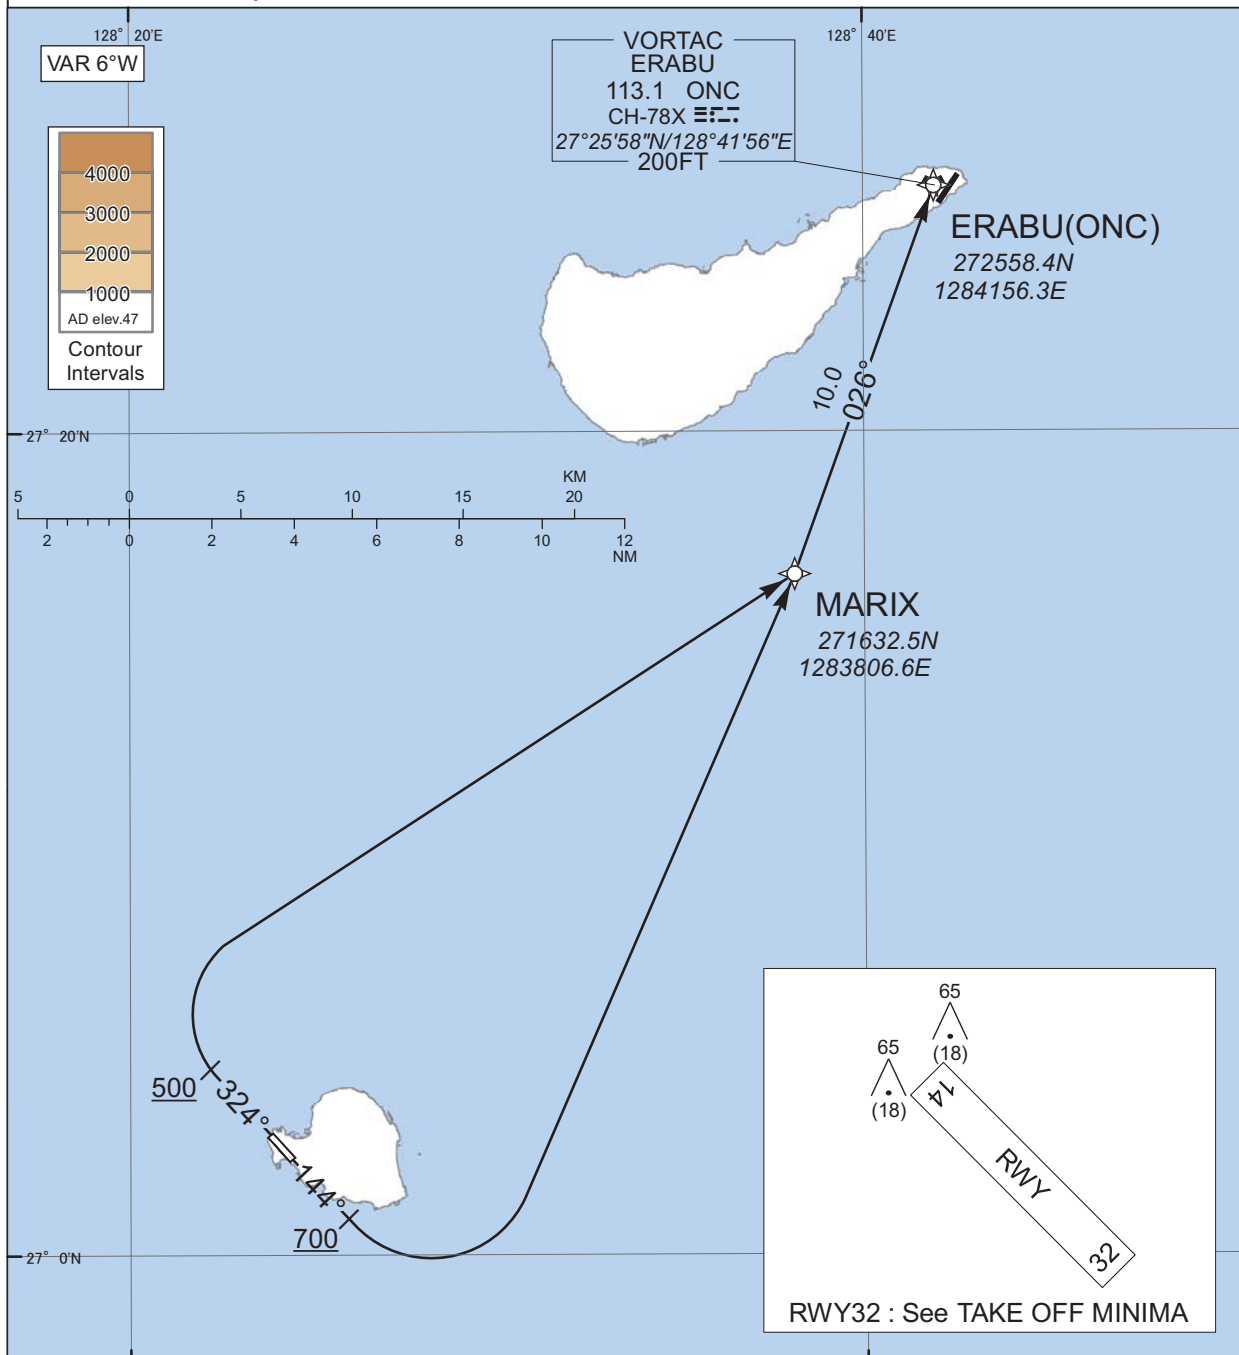 128° 20'E
128° 40'E
VAR 6°W
VORTAC
ERABU
113.1 ONC
CH-78X
27°25'58"N/128°41'56"E
200FT
4000
3000
2000
1000
AD elev.47
Contour
Intervals
ERABU(ONC)
272558.4N
1284156.3E
10.0
026°
27° 20'N
KM
5 0 5 10 15 20
2 0 2 4 6 8 10 12
NM
MARIX
271632.5N
1283806.6E
500
324°
144°
700
27° 0'N
65
(18)
65
(18)
14
RWY
32
RWY32 : See TAKE OFF MINIMA